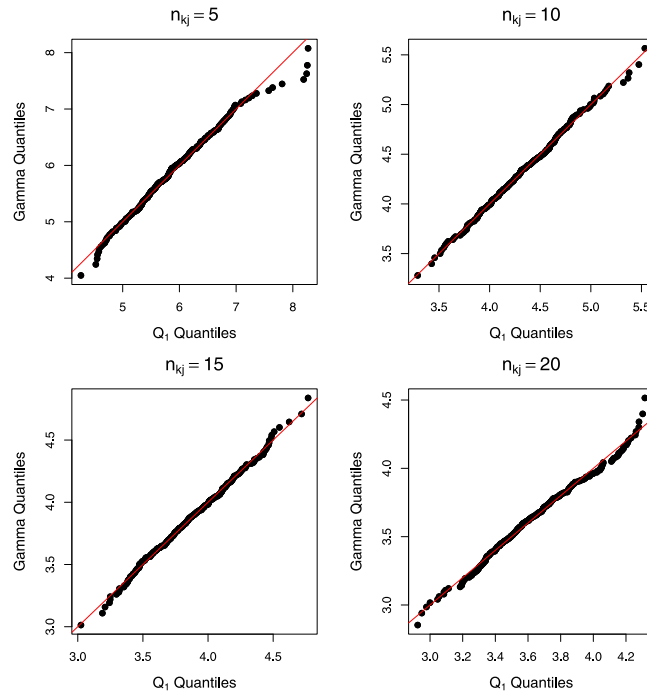 n_kj = 5
8
7
6
5
4
Gamma Quantiles
5 6 7 8
Q₁ Quantiles
n_kj = 10
5.5
5.0
4.5
4.0
3.5
Gamma Quantiles
3.5 4.0 4.5 5.0 5.5
Q₁ Quantiles
n_kj = 15
4.5
4.0
3.5
3.0
Gamma Quantiles
3.0 3.5 4.0 4.5
Q₁ Quantiles
n_kj = 20
4.5
4.0
3.5
3.0
Gamma Quantiles
3.0 3.2 3.4 3.6 3.8 4.0 4.2
Q₁ Quantiles